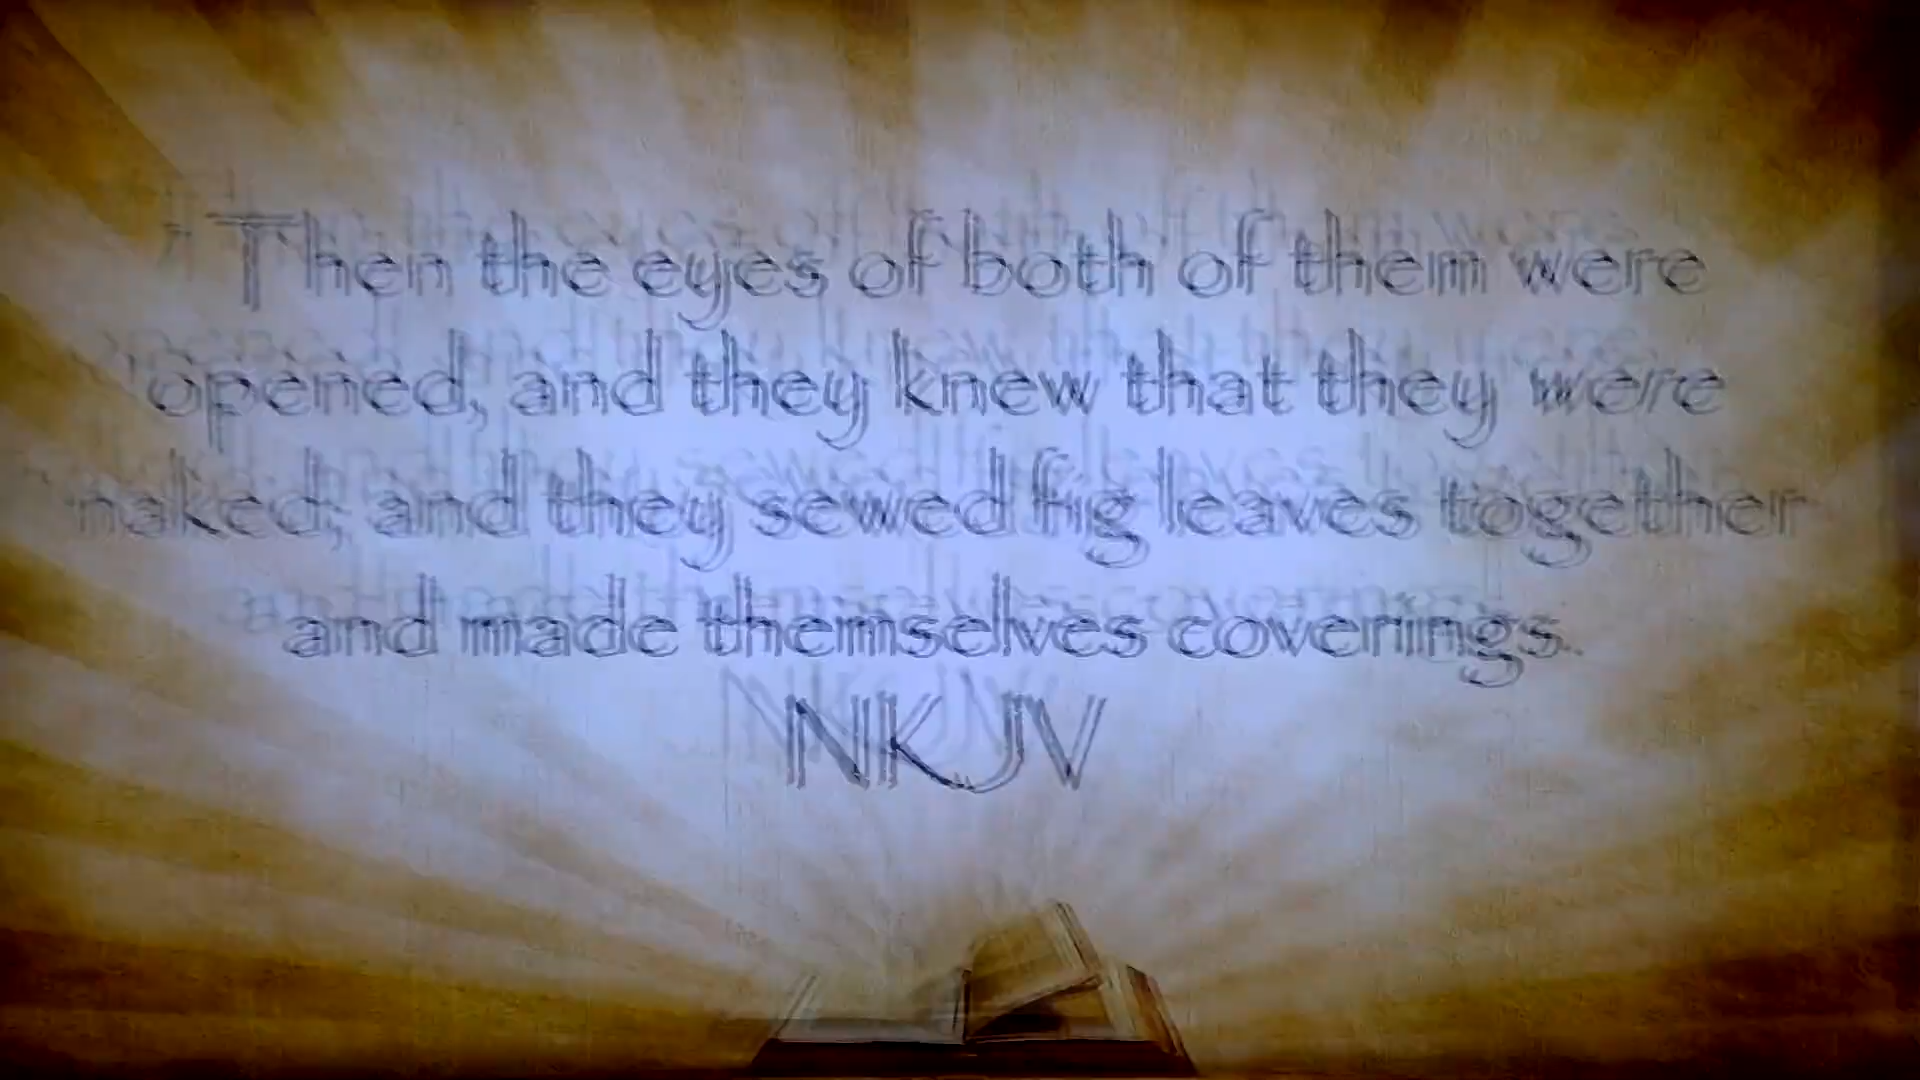 Then the eyes of both of them were
opened, and they knew that they were
naked; and they sewed fig leaves together
and made themselves coverings.
NKJV